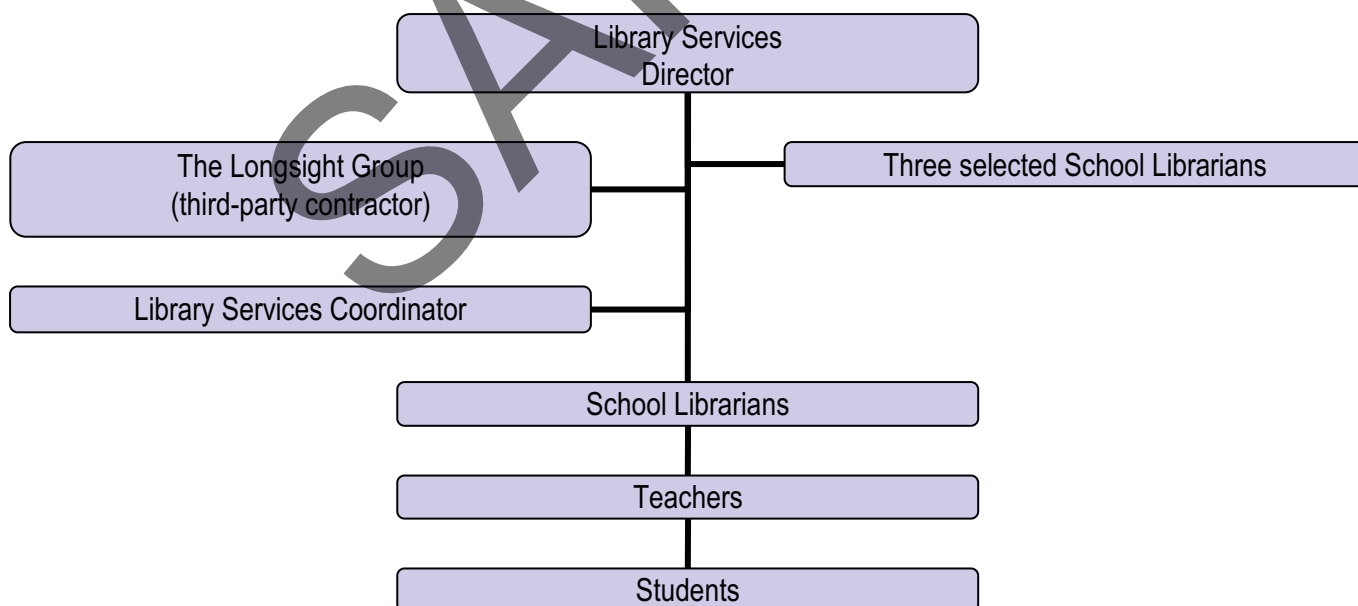 Library Services
Director
The Longsight Group
(third-party contractor)
Three selected School Librarians
Library Services Coordinator
School Librarians
Teachers
Students